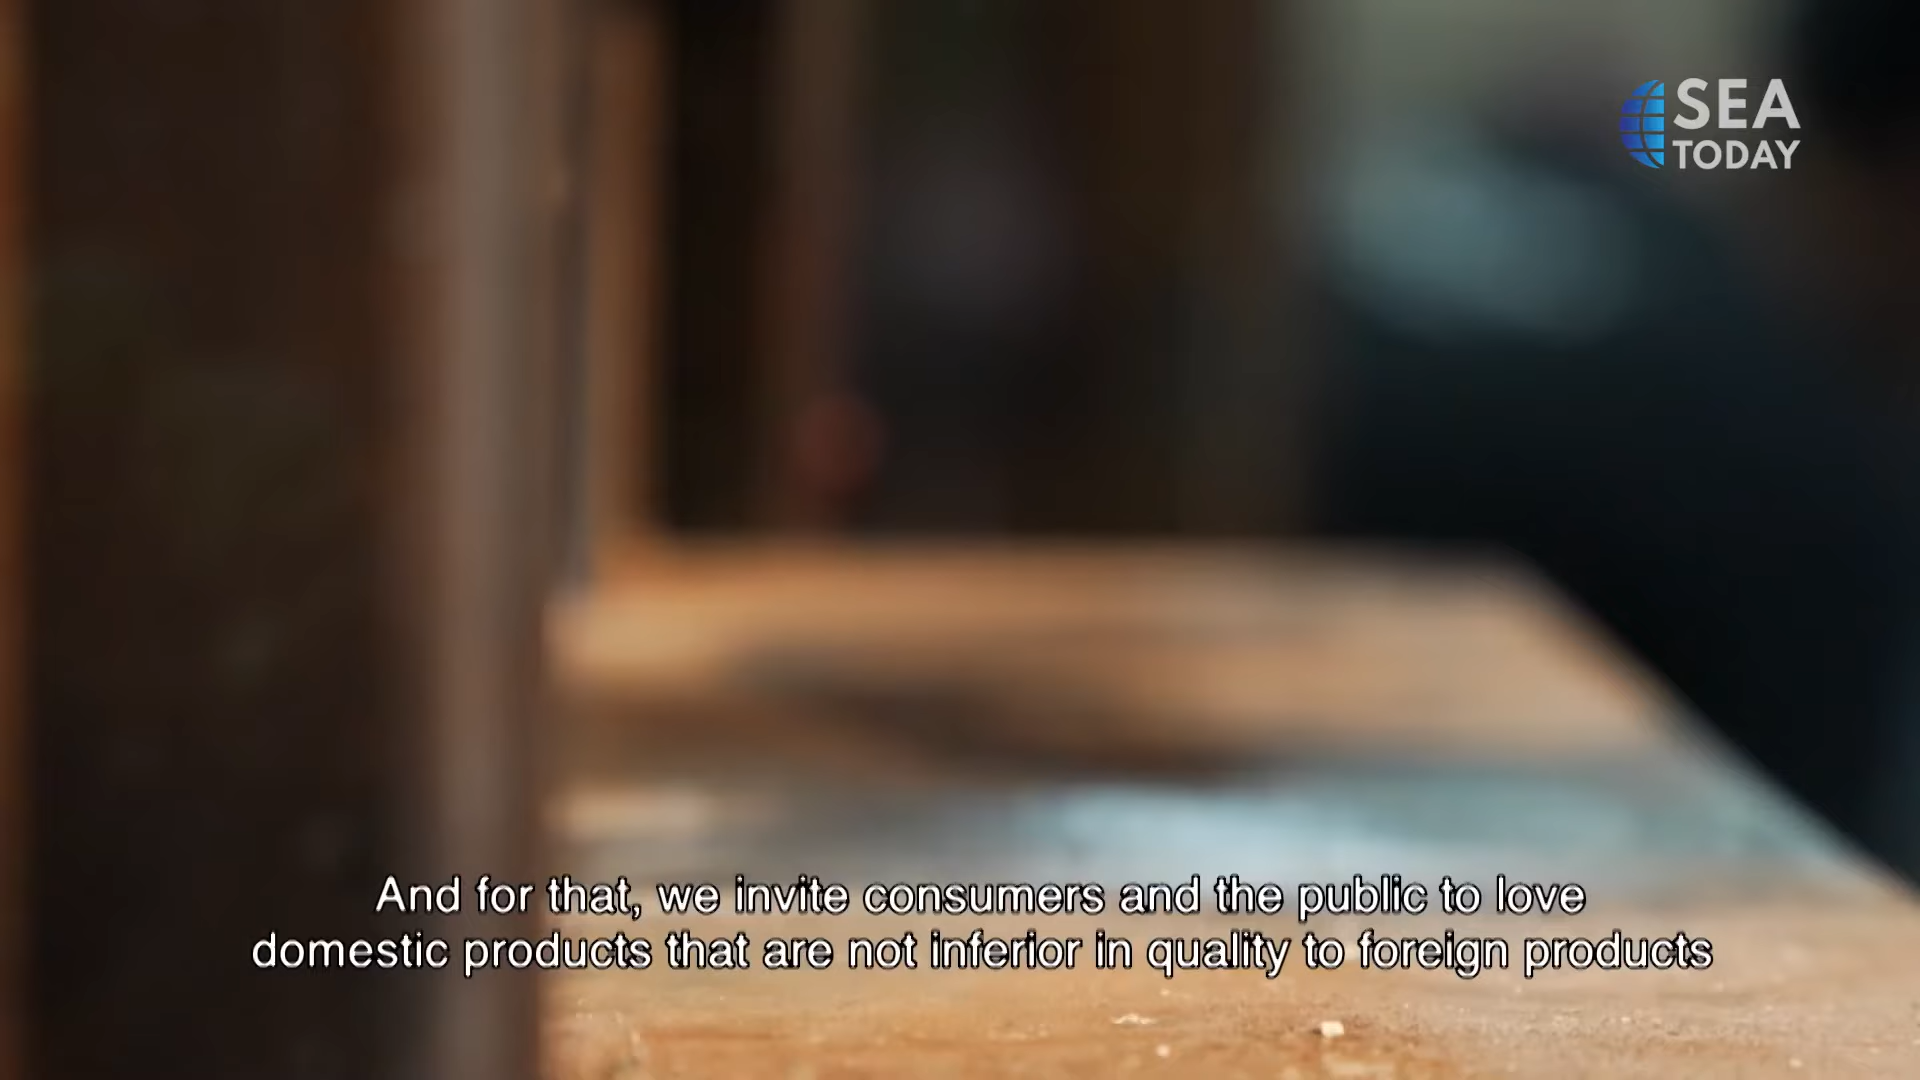 SEA
TODAY
And for that, we invite consumers and the public to love
domestic products that are not inferior in quality to foreign products